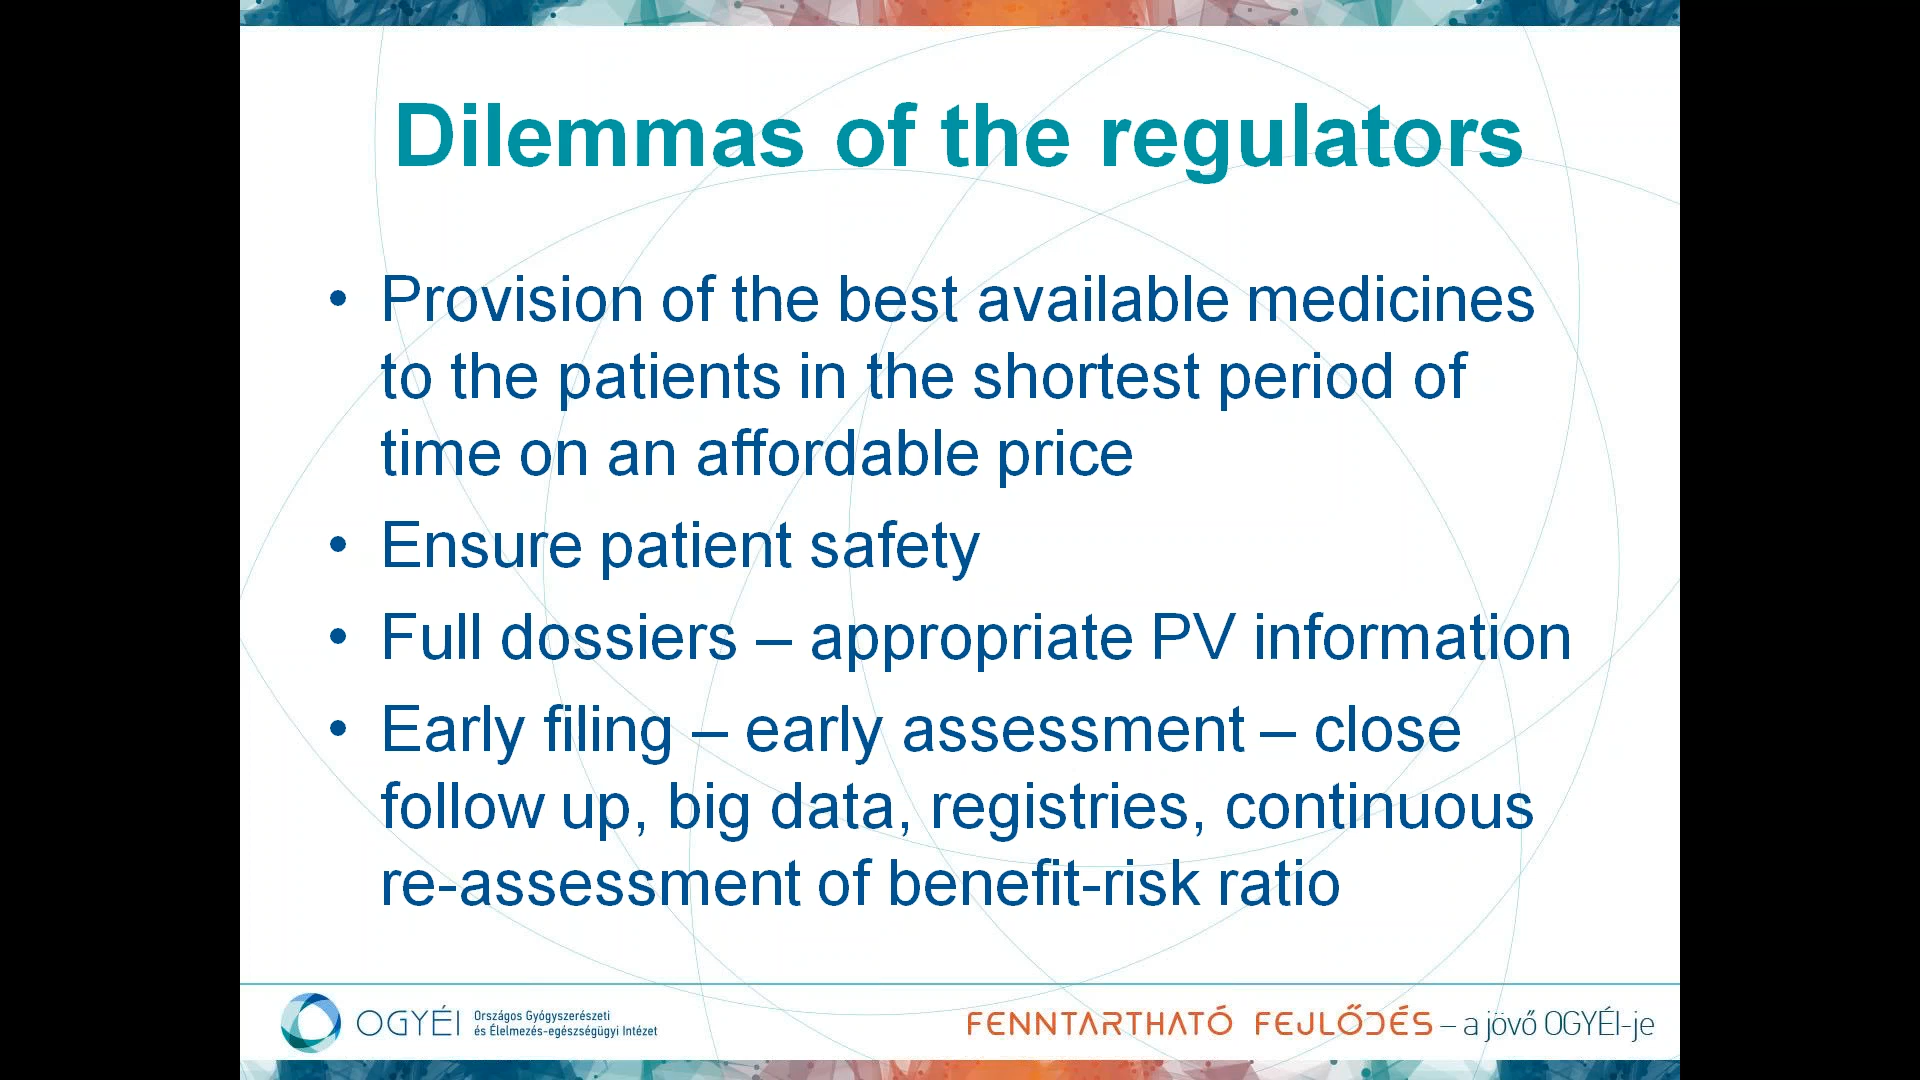 Dilemmas of the regulators
• Provision of the best available medicines
to the patients in the shortest period of
time on an affordable price
• Ensure patient safety
• Full dossiers – appropriate PV information
• Early filing – early assessment – close
follow up, big data, registries, continuous
re-assessment of benefit-risk ratio
OGYÉI
Országos Gyógyszerészeti
és Élelmezés-egészségügyi Intézet
FENNTARTHATÓ FEJLŐDÉS – a jövő OGYÉI-je